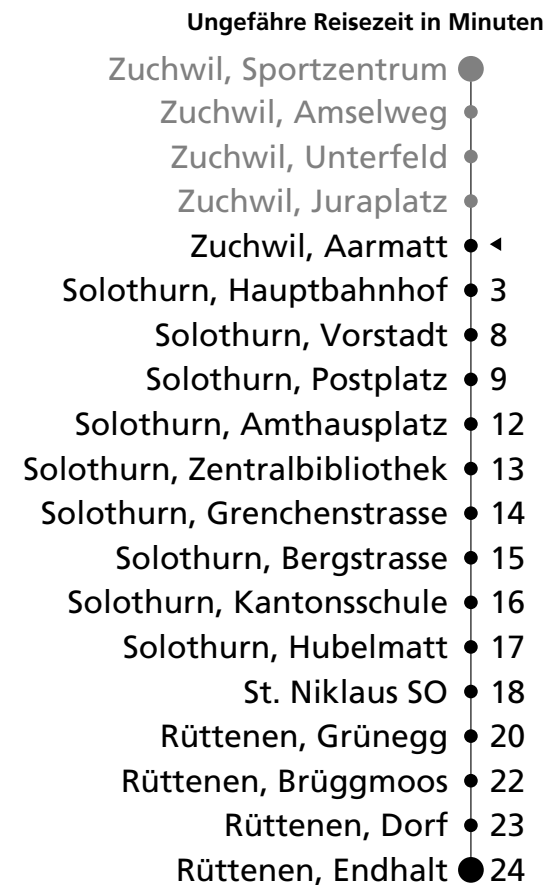 Ungefähre Reisezeit in Minuten
Zuchwil, Sportzentrum
Zuchwil, Amselweg
Zuchwil, Unterfeld
Zuchwil, Juraplatz
Zuchwil, Aarmatt
Solothurn, Hauptbahnhof 3
Solothurn, Vorstadt 8
Solothurn, Postplatz 9
Solothurn, Amthausplatz 12
Solothurn, Zentralbibliothek 13
Solothurn, Grenchenstrasse 14
Solothurn, Bergstrasse 15
Solothurn, Kantonsschule 16
Solothurn, Hubelmatt 17
St. Niklaus SO 18
Rüttenen, Grünegg 20
Rüttenen, Brüggmoos 22
Rüttenen, Dorf 23
Rüttenen, Endhalt 24